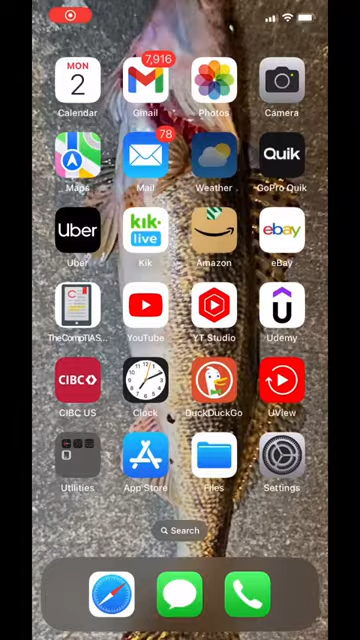 MON
2
7,916
Calendar
Gmail
Photos
Camera
78
Quik
Maps
Mail
Weather
GoPro Quik
Uber
kik.
live
ebay
Uber
Kik
Amazon
eBay
TheCompTIAS...
YouTube
YT Studio
Udemy
CIBC
CIBC US
Clock
DuckDuckGo
UView
Utilities
App Store
Files
Settings
Search